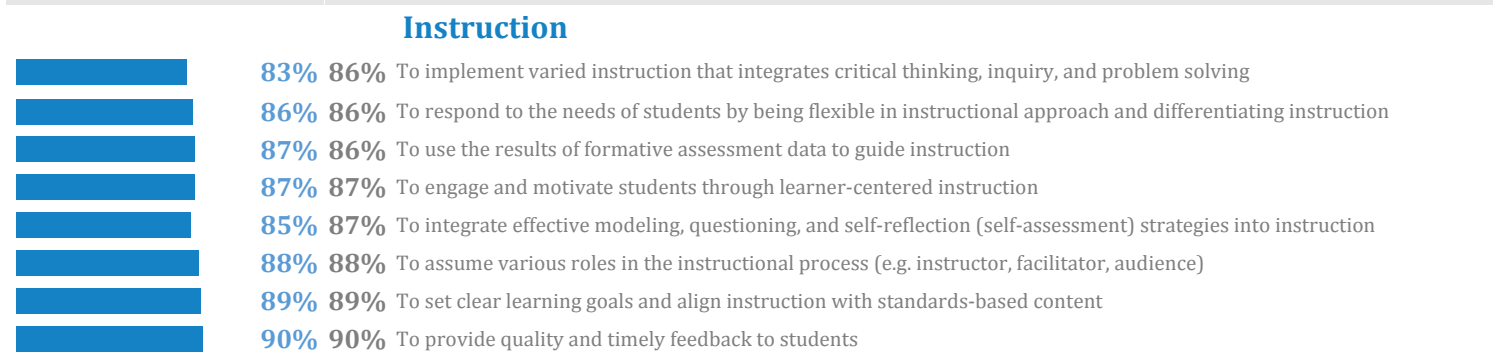 Instruction
83% 86% To implement varied instruction that integrates critical thinking, inquiry, and problem solving
86% 86% To respond to the needs of students by being flexible in instructional approach and differentiating instruction
87% 86% To use the results of formative assessment data to guide instruction
87% 87% To engage and motivate students through learner-centered instruction
85% 87% To integrate effective modeling, questioning, and self-reflection (self-assessment) strategies into instruction
88% 88% To assume various roles in the instructional process (e.g. instructor, facilitator, audience)
89% 89% To set clear learning goals and align instruction with standards-based content
90% 90% To provide quality and timely feedback to students